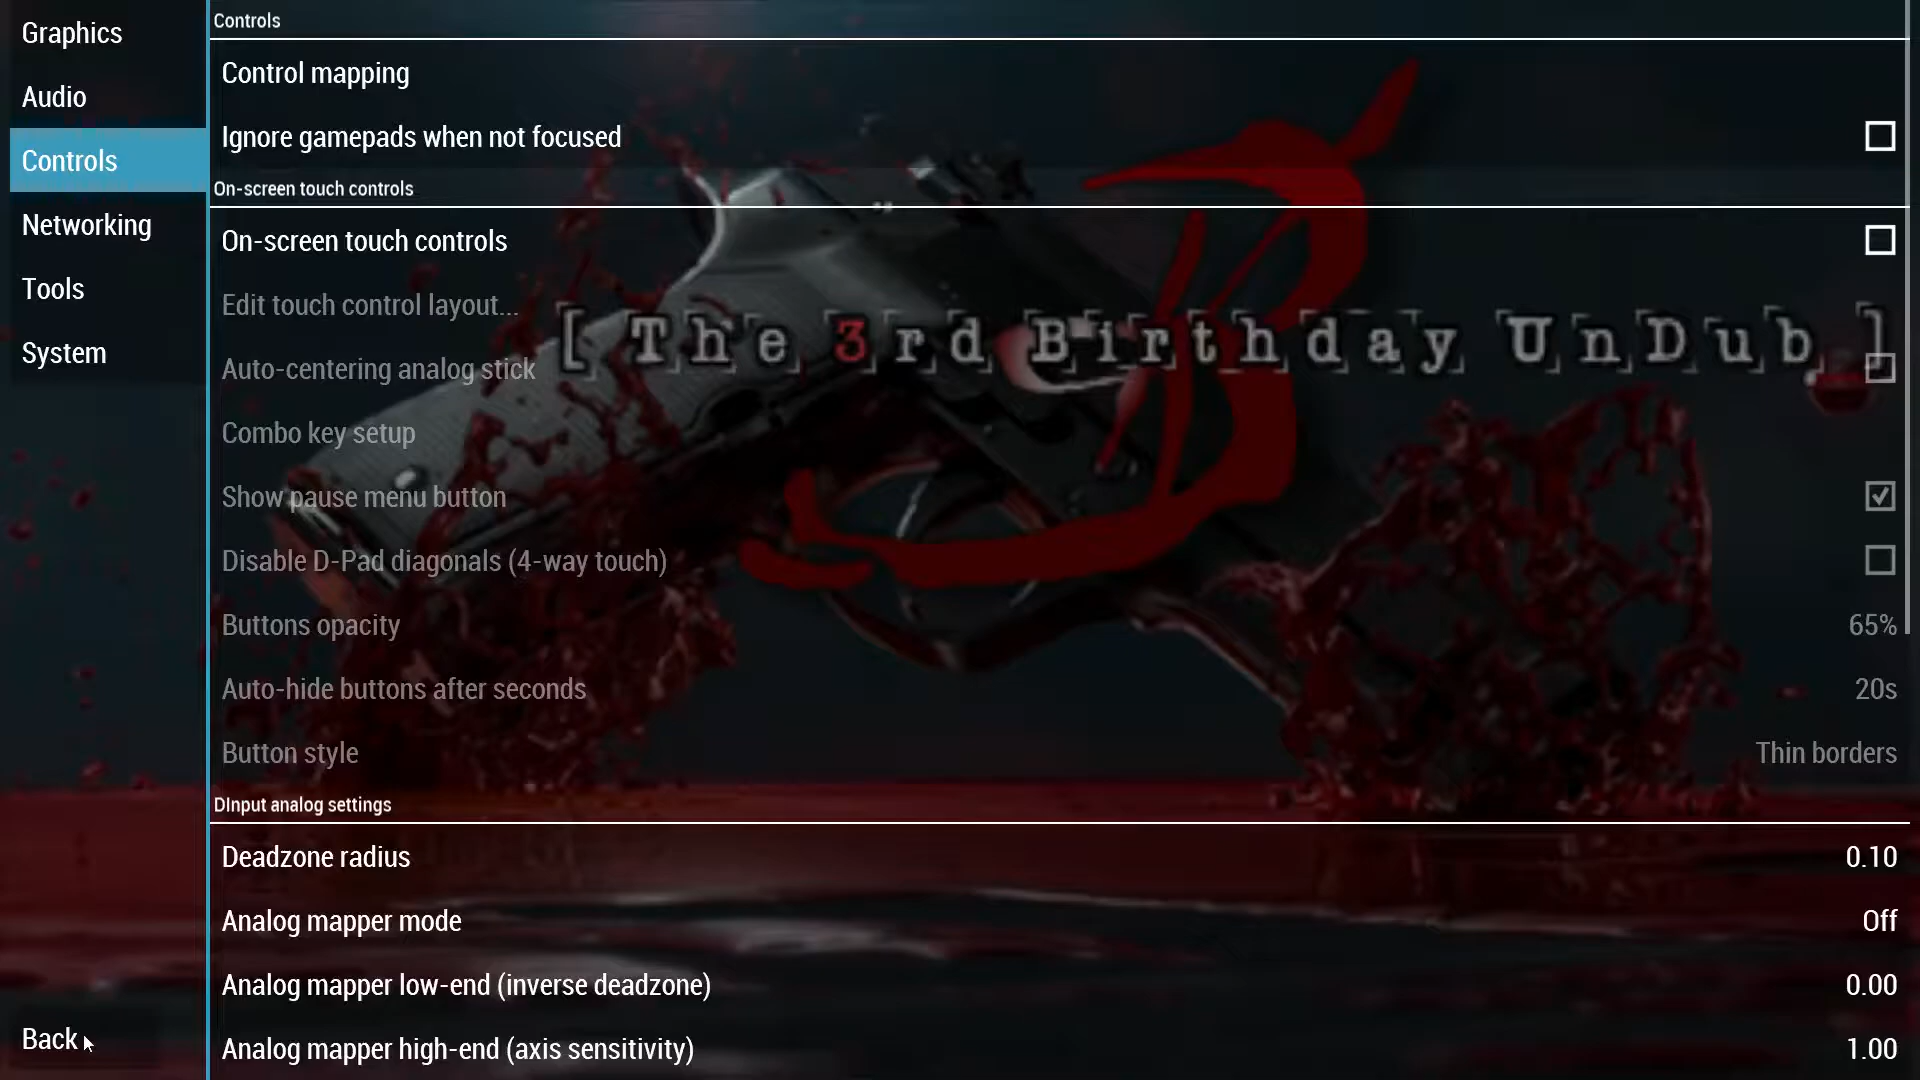 Graphics
Audio
Controls
Networking
Tools
System
Back
Controls
Control mapping
Ignore gamepads when not focused
On-screen touch controls
On-screen touch controls
Edit touch control layout...
[ The 3rd Birthday UnDub ]
Auto-centering analog stick
Combo key setup
Show pause menu button
Disable D-Pad diagonals (4-way touch)
Buttons opacity 65%
Auto-hide buttons after seconds 20s
Button style Thin borders
DInput analog settings
Deadzone radius 0.10
Analog mapper mode Off
Analog mapper low-end (inverse deadzone) 0.00
Analog mapper high-end (axis sensitivity) 1.00